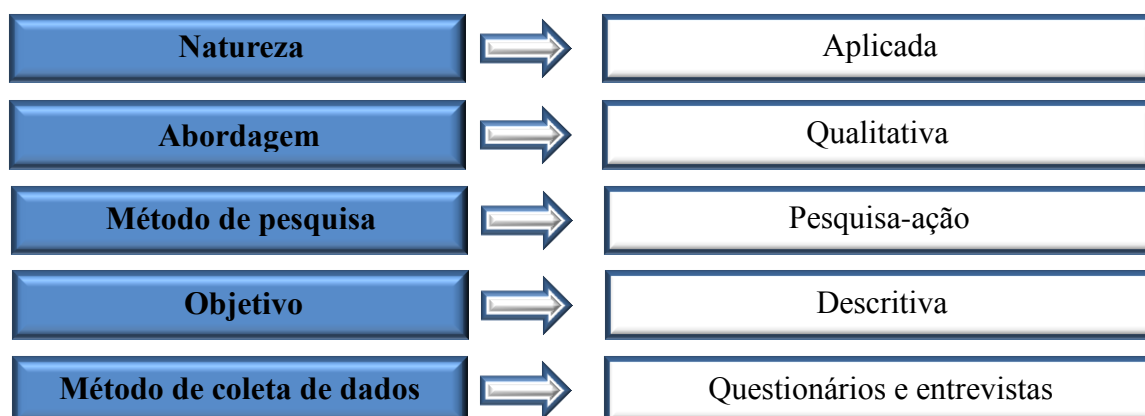 Natureza Aplicada
Abordagem Qualitativa
Método de pesquisa Pesquisa-ação
Objetivo Descritiva
Método de coleta de dados Questionários e entrevistas